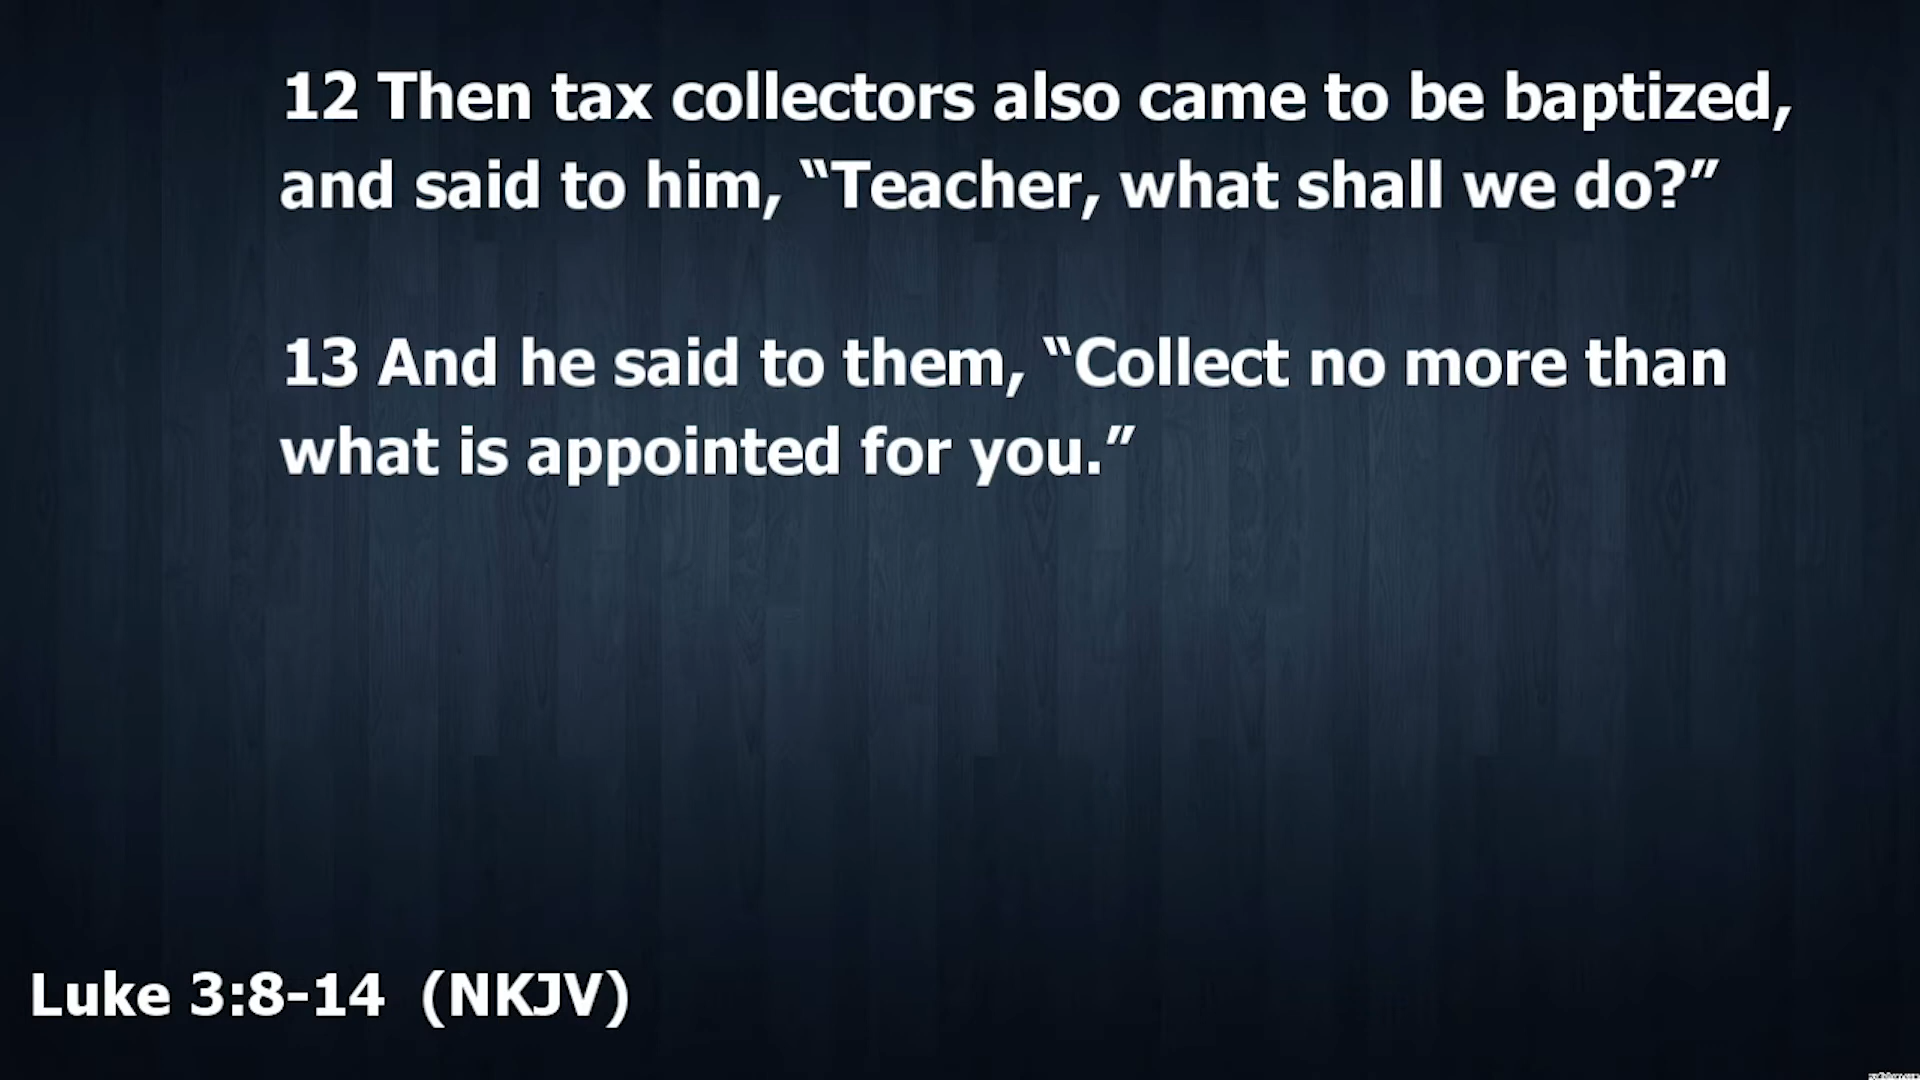 12 Then tax collectors also came to be baptized,
and said to him, “Teacher, what shall we do?”
13 And he said to them, “Collect no more than
what is appointed for you.”
Luke 3:8-14 (NKJV)